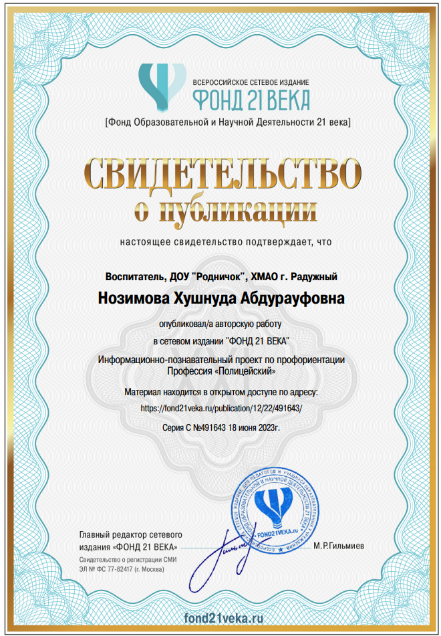 ВСЕРОССИЙСКОЕ СЕТЕВОЕ ИЗДАНИЕ
ФОНД 21 ВЕКА
[Фонд Образовательной и Научной Деятельности 21 века]
СВИДЕТЕЛЬСТВО
о публикации
настоящее свидетельство подтверждает, что
Воспитатель, ДОУ "Родничок", ХМАО г. Радужный
Нозимова Хушнуда Абдурауфовна
опубликовал/а авторскую работу
в сетевом издании "ФОНД 21 ВЕКА"
Информационно-познавательный проект по профориентации
Профессия «Полицейский»
Материал находится в открытом доступе по адресу:
https://fond21veka.ru/publication/12/22/491643/
Серия С №491643 18 июня 2023г.
FOND21VEKA.RU
Главный редактор сетевого
издания «ФОНД 21 ВЕКА»
М.Р.Гильмиев
Свидетельство о регистрации СМИ
ЭЛ № ФС 77-82417 (г. Москва)
fond21veka.ru